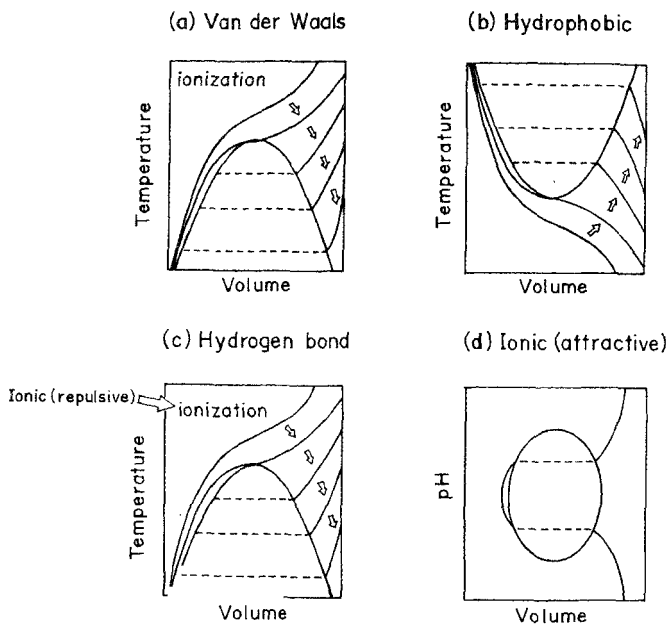 (a) Van der Waals
ionization
Temperature
Volume
(b) Hydrophobic
Temperature
Volume
(c) Hydrogen bond
Ionic (repulsive)
ionization
Temperature
Volume
(d) Ionic (attractive)
pH
Volume